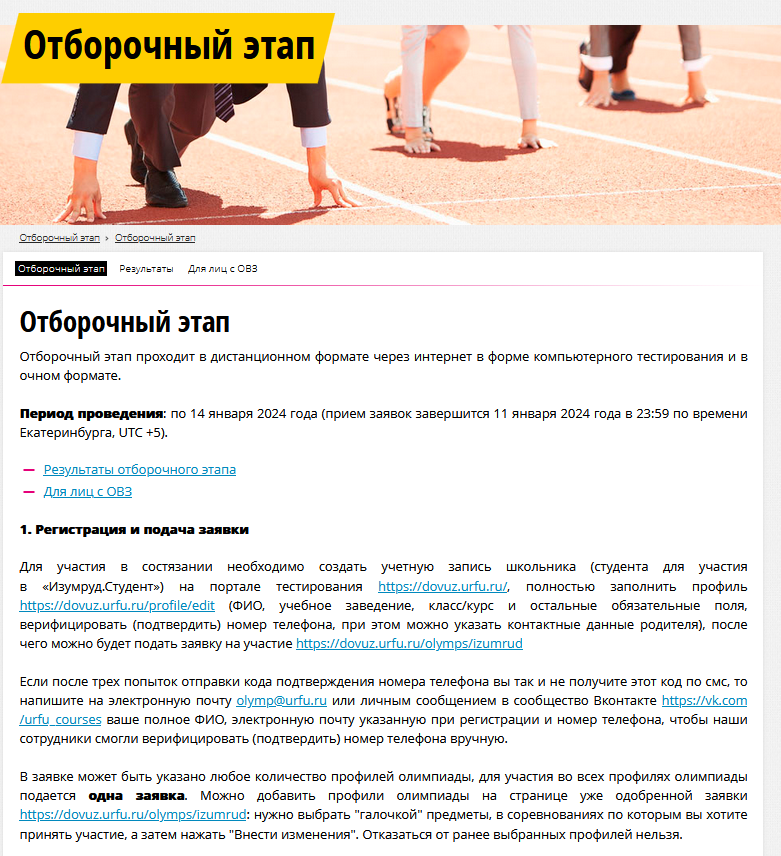 Отборочный этап
Отборочный этап › Отборочный этап
Отборочный этап Результаты Для лиц с ОВЗ
Отборочный этап
Отборочный этап проходит в дистанционном формате через интернет в форме компьютерного тестирования и в
очном формате.
Период проведения: по 14 января 2024 года (прием заявок завершится 11 января 2024 года в 23:59 по времени
Екатеринбурга, UTC +5).
— Результаты отборочного этапа
— Для лиц с ОВЗ
1. Регистрация и подача заявки
Для участия в состязании необходимо создать учетную запись школьника (студента для участия
в «Изумруд.Студент») на портале тестирования https://dovuz.urfu.ru/, полностью заполнить профиль
https://dovuz.urfu.ru/profile/edit (ФИО, учебное заведение, класс/курс и остальные обязательные поля,
верифицировать (подтвердить) номер телефона, при этом можно указать контактные данные родителя), после
чего можно будет подать заявку на участие https://dovuz.urfu.ru/olymps/izumrud
Если после трех попыток отправки кода подтверждения номера телефона вы так и не получите этот код по смс, то
напишите на электронную почту olymp@urfu.ru или личным сообщением в сообщество Вконтакте https://vk.com
/urfu_courses ваше полное ФИО, электронную почту указанную при регистрации и номер телефона, чтобы наши
сотрудники смогли верифицировать (подтвердить) номер телефона вручную.
В заявке может быть указано любое количество профилей олимпиады, для участия во всех профилях олимпиады
подается одна заявка. Можно добавить профили олимпиады на странице уже одобренной заявки
https://dovuz.urfu.ru/olymps/izumrud: нужно выбрать "галочкой" предметы, в соревнованиях по которым вы хотите
принять участие, а затем нажать "Внести изменения". Отказаться от ранее выбранных профилей нельзя.